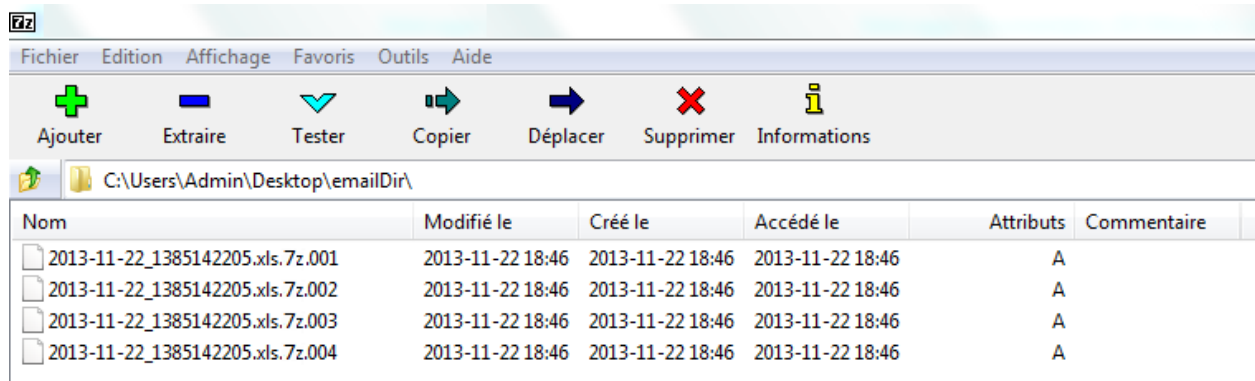 7z
Fichier Edition Affichage Favoris Outils Aide
Ajouter Extraire Tester Copier Déplacer Supprimer Informations
C:\Users\Admin\Desktop\emailDir\
Nom Modifié le Créé le Accédé le Attributs Commentaire
2013-11-22_1385142205.xls.7z.001 2013-11-22 18:46 2013-11-22 18:46 2013-11-22 18:46 A
2013-11-22_1385142205.xls.7z.002 2013-11-22 18:46 2013-11-22 18:46 2013-11-22 18:46 A
2013-11-22_1385142205.xls.7z.003 2013-11-22 18:46 2013-11-22 18:46 2013-11-22 18:46 A
2013-11-22_1385142205.xls.7z.004 2013-11-22 18:46 2013-11-22 18:46 2013-11-22 18:46 A